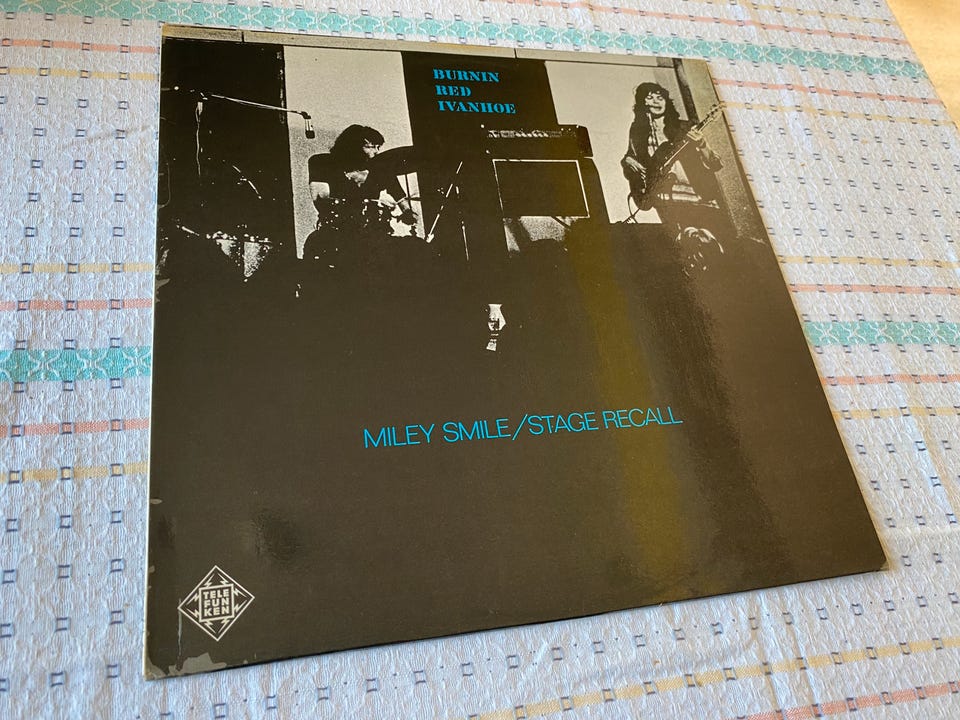 BURNIN
RED
IVANHOE
MILEY SMILE/STAGE RECALL
TELE
FUN
KEN